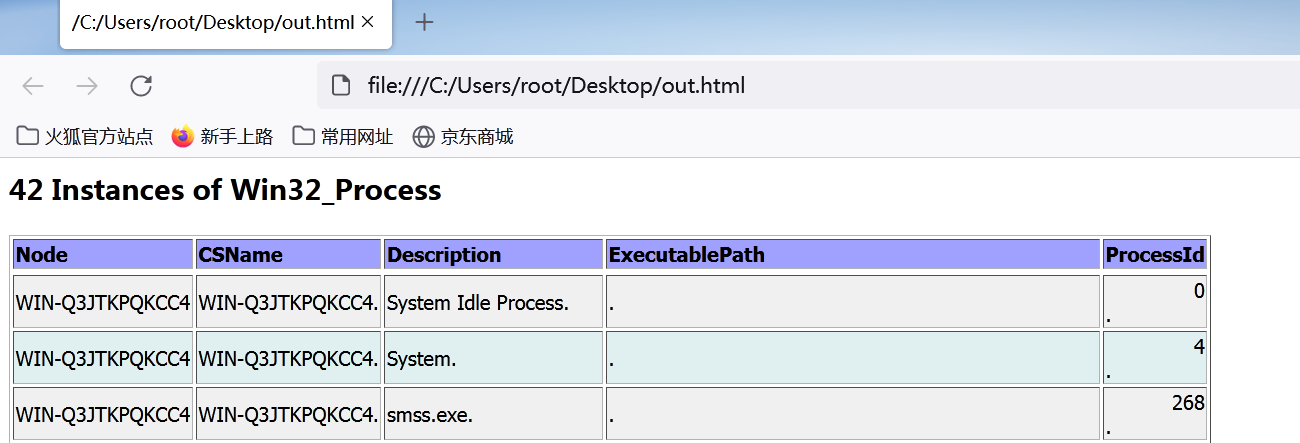 /C:/Users/root/Desktop/out.html
file:///C:/Users/root/Desktop/out.html
火狐官方站点 新手上路 常用网址 京东商城
42 Instances of Win32_Process
Node CSName Description ExecutablePath ProcessId
WIN-Q3JTKPQKCC4 WIN-Q3JTKPQKCC4. System Idle Process. . 0
.
WIN-Q3JTKPQKCC4 WIN-Q3JTKPQKCC4. System. . 4
.
WIN-Q3JTKPQKCC4 WIN-Q3JTKPQKCC4. smss.exe. . 268
.